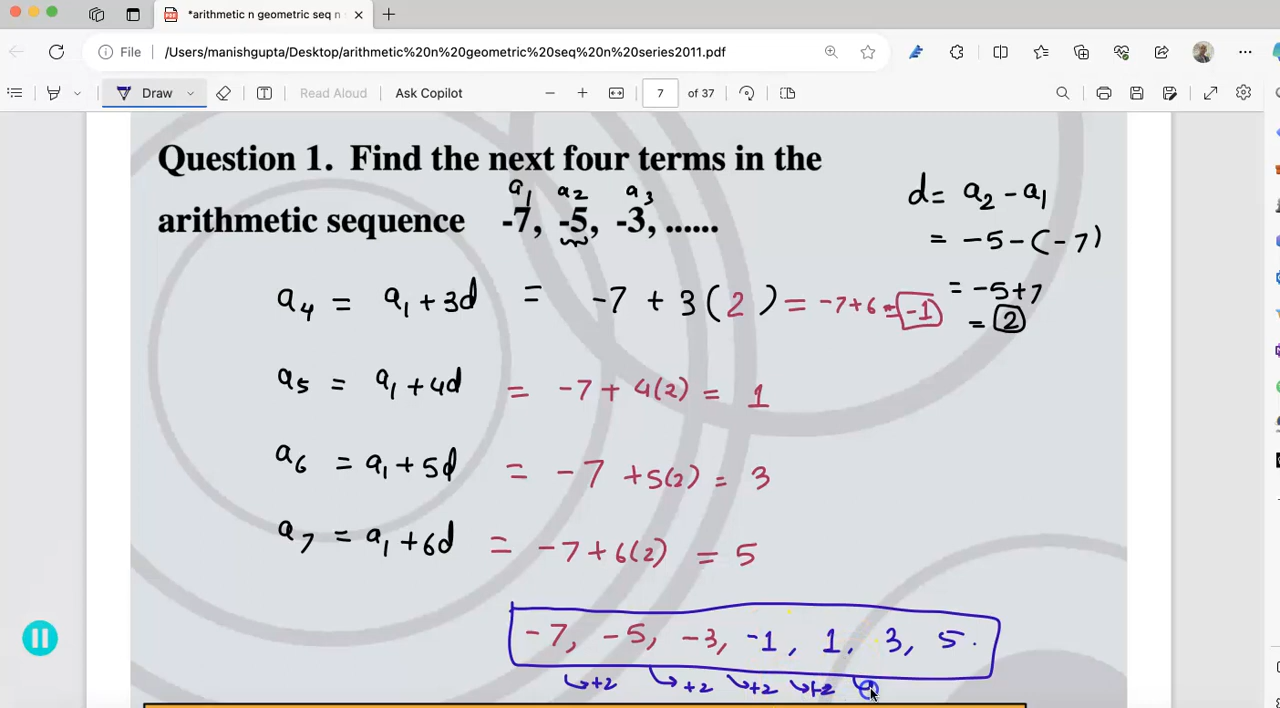 *arithmetic n geometric seq n
File /Users/manishgupta/Desktop/arithmetic%20n%20geometric%20seq%20n%20series2011.pdf
Draw Read Aloud Ask Copilot 7 of 37
Question 1. Find the next four terms in the
a1 a2 a3
arithmetic sequence -7, -5, -3, ......
d = a2 - a1
= -5 - (-7)
= -5+7
= 2
a4 = a1 + 3d = -7 + 3(2) = -7+6 = -1
a5 = a1 + 4d = -7 + 4(2) = 1
a6 = a1 + 5d = -7 + 5(2) = 3
a7 = a1 + 6d = -7 + 6(2) = 5
-7, -5, -3, -1, 1, 3, 5.
+2 +2 +2 +2